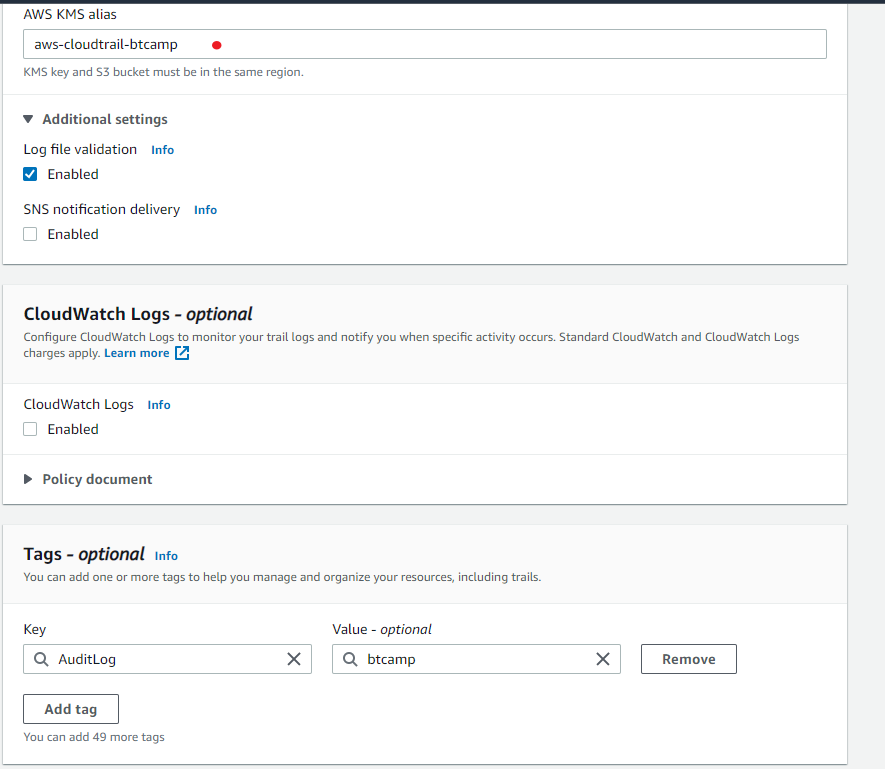 AWS KMS alias
aws-cloudtrail-btcamp
KMS key and S3 bucket must be in the same region.
Additional settings
Log file validation Info
Enabled
SNS notification delivery Info
Enabled
CloudWatch Logs - optional
Configure CloudWatch Logs to monitor your trail logs and notify you when specific activity occurs. Standard CloudWatch and CloudWatch Logs
charges apply. Learn more
CloudWatch Logs Info
Enabled
Policy document
Tags - optional Info
You can add one or more tags to help you manage and organize your resources, including trails.
Key Value - optional
AuditLog btcamp Remove
Add tag
You can add 49 more tags